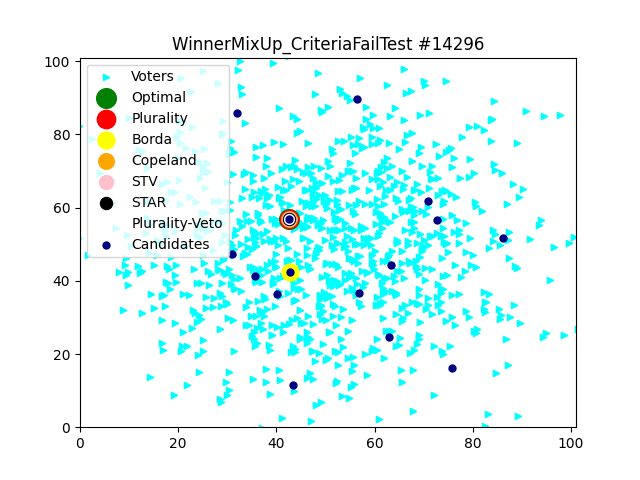 WinnerMixUp_CriteriaFailTest #14296
Voters
Optimal
Plurality
Borda
Copeland
STV
STAR
Plurality-Veto
Candidates
100
80
60
40
20
0
0 20 40 60 80 100